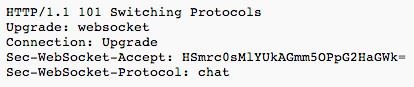 HTTP/1.1 101 Switching Protocols
Upgrade: websocket
Connection: Upgrade
Sec-WebSocket-Accept: HSmrc0sMlYUkAGmm5OPpG2HaGWk=
Sec-WebSocket-Protocol: chat